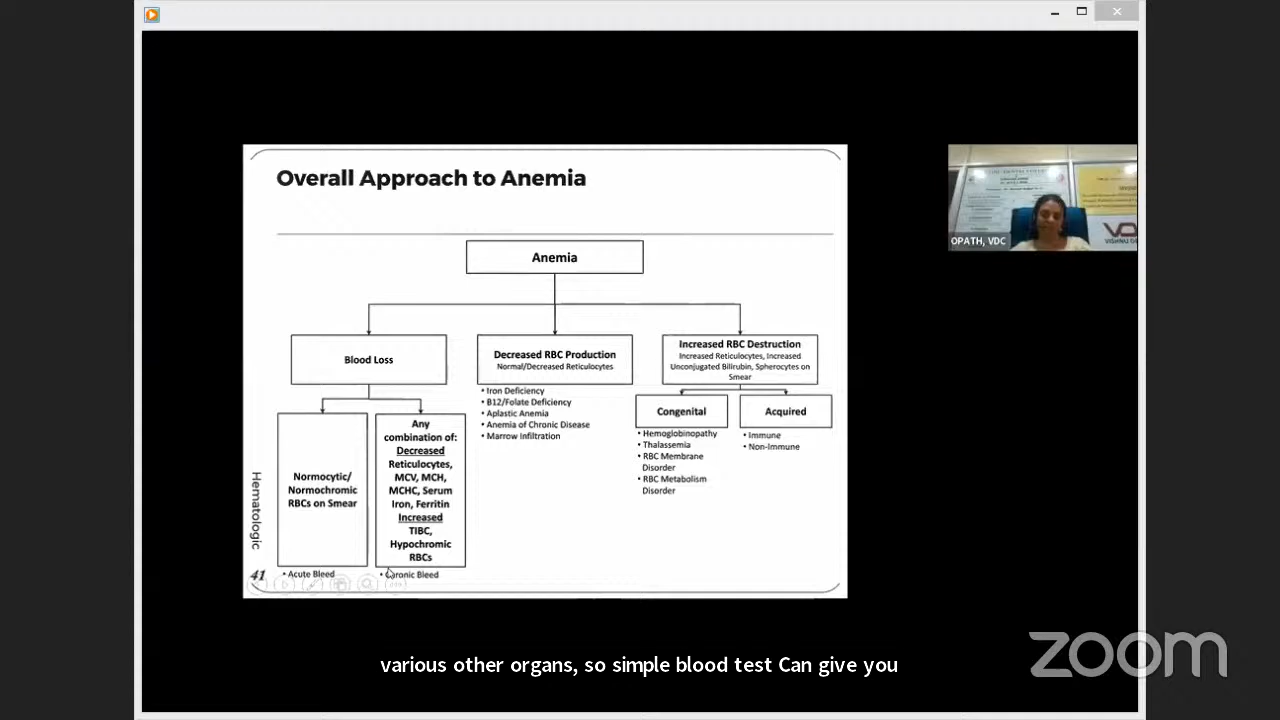 Overall Approach to Anemia
Anemia
Blood Loss
Decreased RBC Production
Normal/Decreased Reticulocytes
Increased RBC Destruction
Increased Reticulocytes, Increased
Unconjugated Bilirubin, Spherocytes on
Smear
• Iron Deficiency
• B12/Folate Deficiency
• Aplastic Anemia
• Anemia of Chronic Disease
• Marrow Infiltration
Congenital
• Hemoglobinopathy
• Thalassemia
• RBC Membrane
Disorder
• RBC Metabolism
Disorder
Acquired
• Immune
• Non-Immune
Normocytic/
Normochromic
RBCs on Smear
• Acute Bleed
Any
combination of:
Decreased
Reticulocytes,
MCV, MCH,
MCHC, Serum
Iron, Ferritin
Increased
TIBC,
Hypochromic
RBCs
• Chronic Bleed
Hematologic
41
OPATH, VDC
various other organs, so simple blood test Can give you
zoom